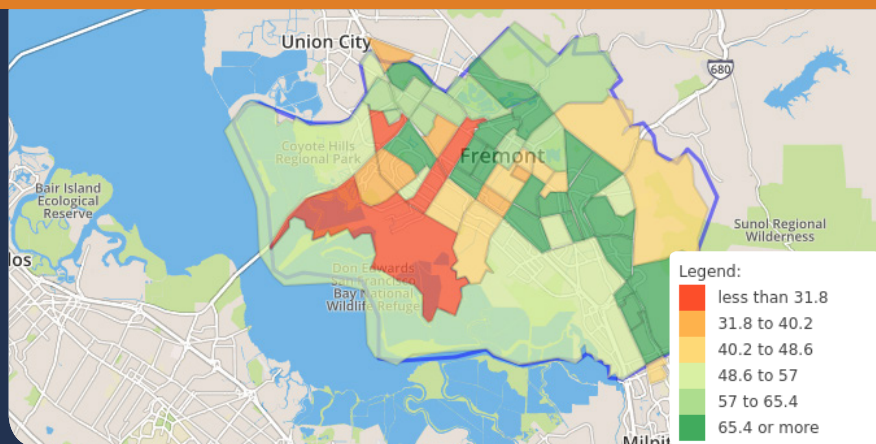 Union City
680
Coyote Hills
Regional Park
Fremont
Bair Island
Ecological
Reserve
Sunol Regional
Wilderness
los
Don Edwards
San Francisco
Bay National
Wildlife Refuge
Legend:
less than 31.8
31.8 to 40.2
40.2 to 48.6
48.6 to 57
57 to 65.4
65.4 or more
Milpit